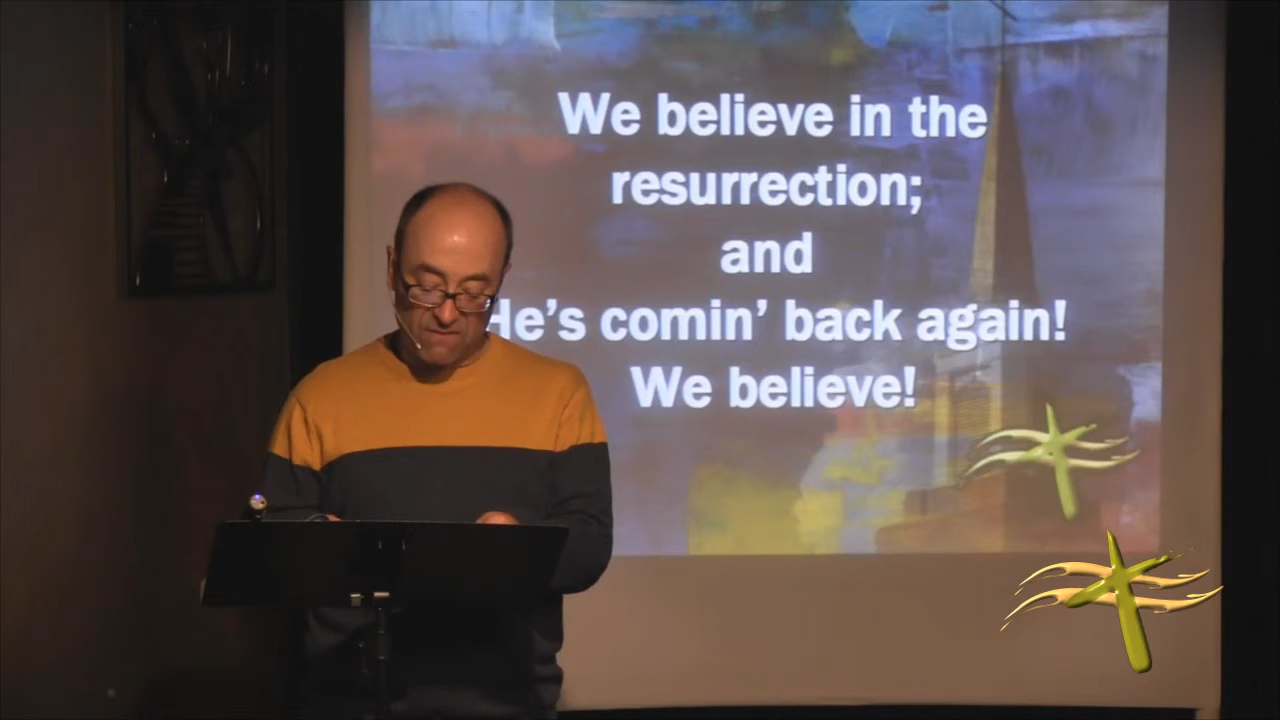 We believe in the
resurrection;
and
He's comin' back again!
We believe!